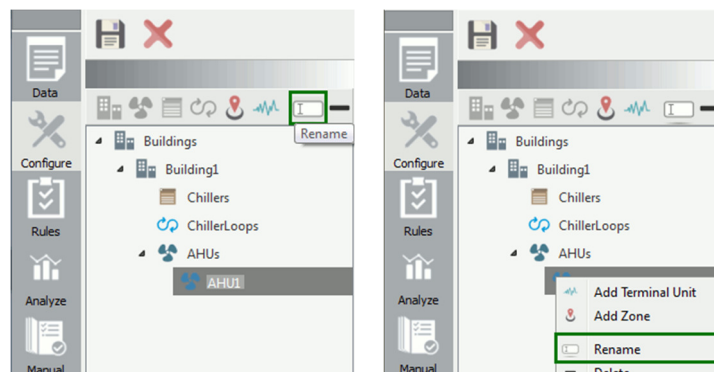 Data
Configure
Rules
Analyze
Manual
Rename
Buildings
Building1
Chillers
ChillerLoops
AHUs
AHU1
Data
Configure
Rules
Analyze
Manual
Buildings
Building1
Chillers
ChillerLoops
AHUs
Add Terminal Unit
Add Zone
Rename
Delete